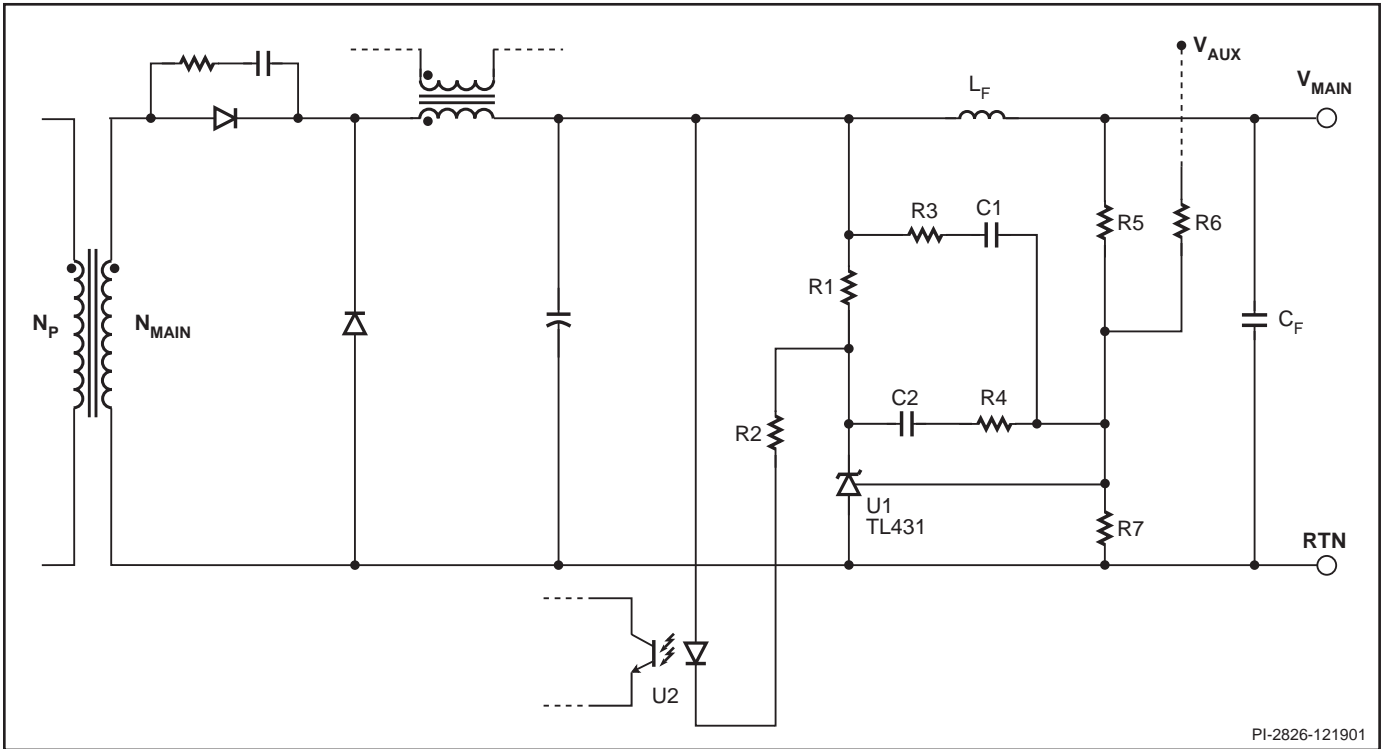 V_AUX
V_MAIN
L_F
R3
C1
R5
R6
R1
N_P
N_MAIN
C_F
C2
R4
R2
U1
TL431
R7
RTN
U2
PI-2826-121901